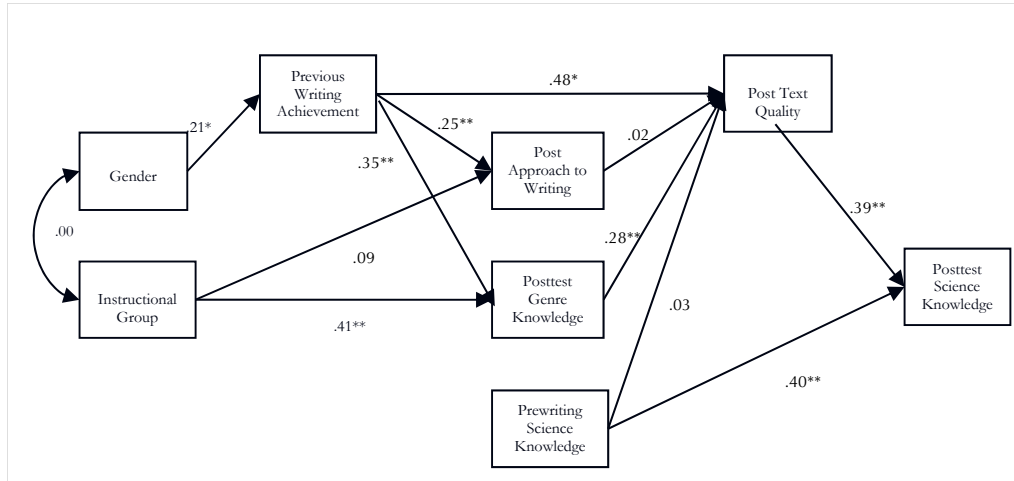 Previous
Writing
Achievement
.48*
Post Text
Quality
.21*
.25**
.02
Post
Approach to
Writing
.35**
Gender
.39**
.00
.28**
.09
Instructional
Group
Posttest
Genre
Knowledge
.03
Posttest
Science
Knowledge
.41**
.40**
Prewriting
Science
Knowledge